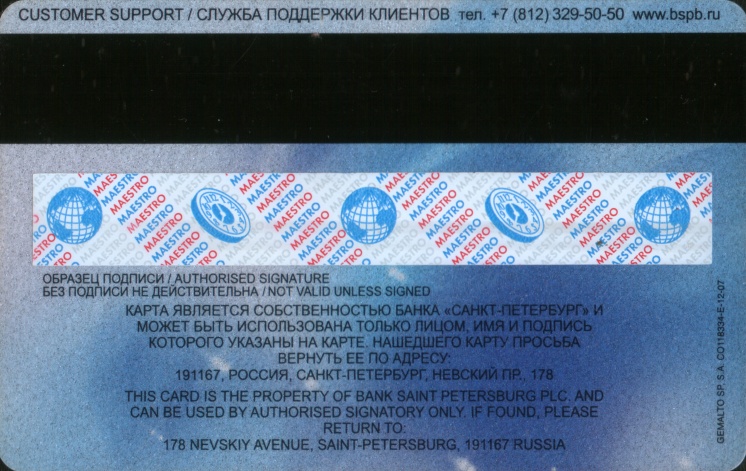 CUSTOMER SUPPORT / СЛУЖБА ПОДДЕРЖКИ КЛИЕНТОВ тел. +7 (812) 329-50-50 www.bspb.ru
MAESTRO MAESTRO MAESTRO MAESTRO MAESTRO
ОБРАЗЕЦ ПОДПИСИ / AUTHORISED SIGNATURE
БЕЗ ПОДПИСИ НЕ ДЕЙСТВИТЕЛЬНА / NOT VALID UNLESS SIGNED
КАРТА ЯВЛЯЕТСЯ СОБСТВЕННОСТЬЮ БАНКА «САНКТ-ПЕТЕРБУРГ» И
МОЖЕТ БЫТЬ ИСПОЛЬЗОВАНА ТОЛЬКО ЛИЦОМ, ИМЯ И ПОДПИСЬ
КОТОРОГО УКАЗАНЫ НА КАРТЕ. НАШЕДШЕГО КАРТУ ПРОСЬБА
ВЕРНУТЬ ЕЕ ПО АДРЕСУ:
191167, РОССИЯ, САНКТ-ПЕТЕРБУРГ, НЕВСКИЙ ПР., 178
THIS CARD IS THE PROPERTY OF BANK SAINT PETERSBURG PLC. AND
CAN BE USED BY AUTHORISED SIGNATORY ONLY. IF FOUND, PLEASE
RETURN TO:
178 NEVSKIY AVENUE, SAINT-PETERSBURG, 191167 RUSSIA
GEMALTO SP. S.A. CO118334-E-12-07